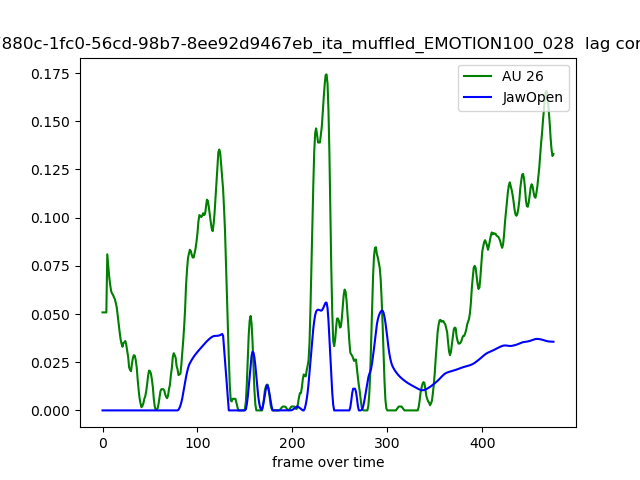 880c-1fc0-56cd-98b7-8ee92d9467eb_ita_muffled_EMOTION100_028 lag
AU 26
JawOpen
0.175
0.150
0.125
0.100
0.075
0.050
0.025
0.000
0 100 200 300 400
frame over time